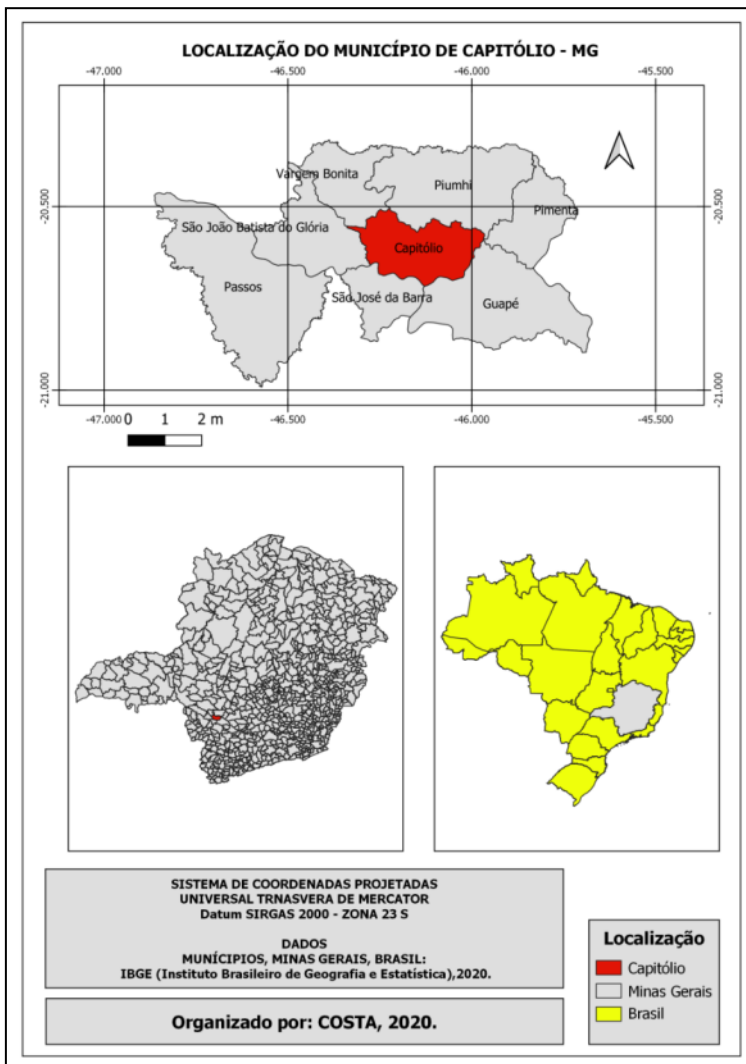 LOCALIZAÇÃO DO MUNICÍPIO DE CAPITÓLIO - MG
-47.000 -46.500 -46.000 -45.500
Vargem Bonita
Piumhi
-20.500 -20.500
Pimenta
São João Batista do Glória
Capitólio
Passos
São José da Barra
Guapé
-21.000 -21.000
-47.000 -46.500 -46.000 -45.500
0 1 2 m
SISTEMA DE COORDENADAS PROJETADAS
UNIVERSAL TRNASVERA DE MERCATOR
Datum SIRGAS 2000 - ZONA 23 S
DADOS
MUNÍCIPIOS, MINAS GERAIS, BRASIL:
IBGE (Instituto Brasileiro de Geografia e Estatística),2020.
Organizado por: COSTA, 2020.
Localização
Capitólio
Minas Gerais
Brasil